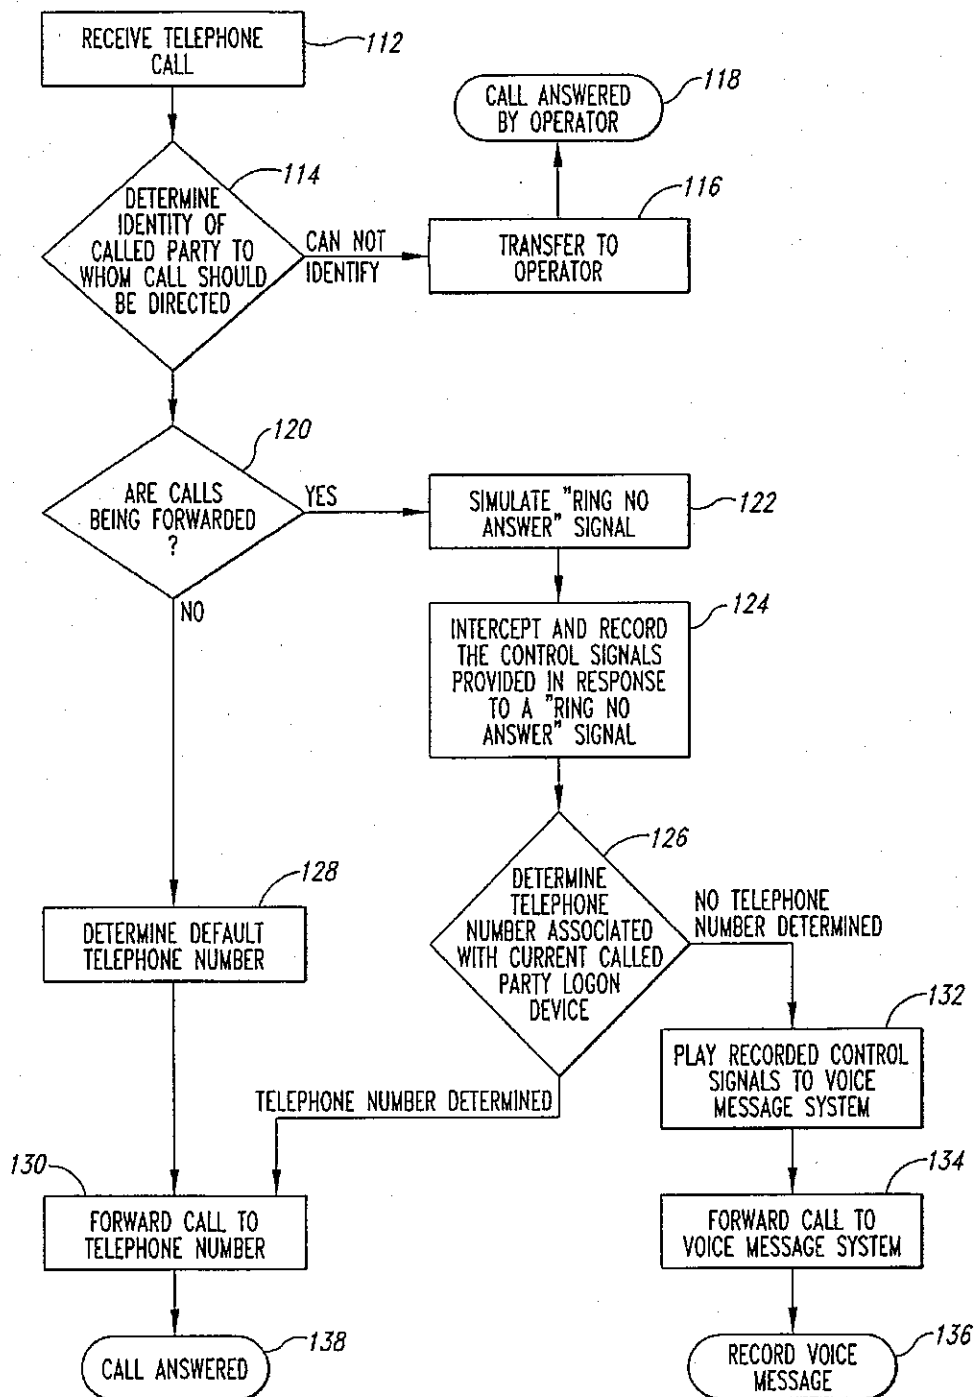 RECEIVE TELEPHONE
CALL
112
CALL ANSWERED
BY OPERATOR
118
114
DETERMINE
IDENTITY OF
CALLED PARTY TO
WHOM CALL SHOULD
BE DIRECTED
CAN NOT
IDENTIFY
116
TRANSFER TO
OPERATOR
120
ARE CALLS
BEING FORWARDED
?
YES
NO
SIMULATE "RING NO
ANSWER" SIGNAL
122
124
INTERCEPT AND RECORD
THE CONTROL SIGNALS
PROVIDED IN RESPONSE
TO A "RING NO
ANSWER" SIGNAL
126
DETERMINE
TELEPHONE
NUMBER ASSOCIATED
WITH CURRENT CALLED
PARTY LOGON
DEVICE
NO TELEPHONE
NUMBER DETERMINED
128
DETERMINE DEFAULT
TELEPHONE NUMBER
TELEPHONE NUMBER DETERMINED
132
PLAY RECORDED CONTROL
SIGNALS TO VOICE
MESSAGE SYSTEM
130
FORWARD CALL TO
TELEPHONE NUMBER
134
FORWARD CALL TO
VOICE MESSAGE SYSTEM
CALL ANSWERED
138
RECORD VOICE
MESSAGE
136